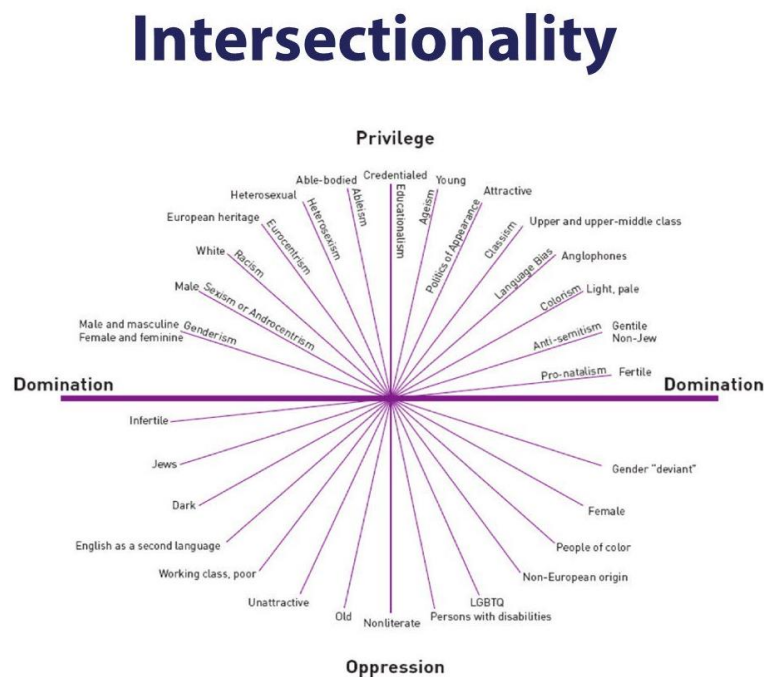 Intersectionality
Privilege
Credentialed
Able-bodied
Young
Heterosexual
Attractive
European heritage
Upper and upper-middle class
White
Anglophones
Male
Light, pale
Male and masculine
Female and feminine
Gentile
Non-Jew
Fertile
Genderism
Sexism or Androcentrism
Racism
Eurocentrism
Heterosexism
Ableism
Educationalism
Ageism
Politics of Appearance
Classism
Language Bias
Colorism
Anti-semitism
Pro-natalism
Domination
Domination
Infertile
Jews
Dark
English as a second language
Working class, poor
Unattractive
Old
Nonliterate
Persons with disabilities
LGBTQ
Non-European origin
People of color
Female
Gender "deviant"
Oppression